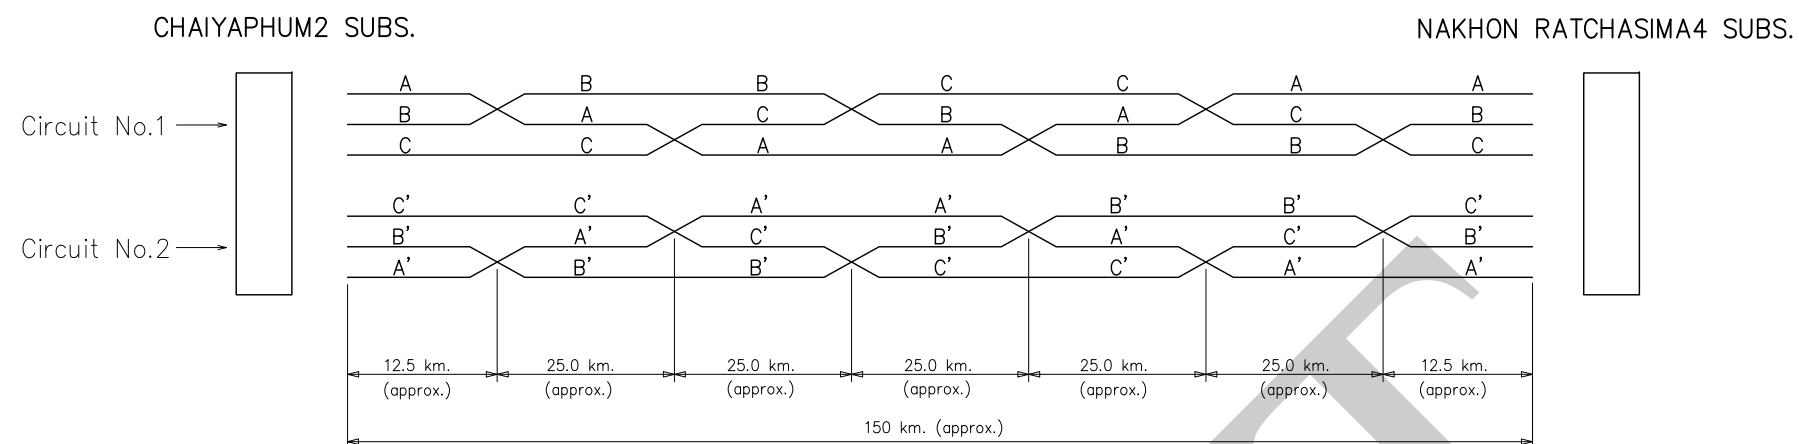 CHAIYAPHUM2 SUBS. NAKHON RATCHASIMA4 SUBS.
A B B C C A A
Circuit No.1 B A C B A C B
C C A A B B C
C' C' A' A' B' B' C'
Circuit No.2 B' A' C' B' A' C' B'
A' B' B' C' C' A' A'
12.5 km. 25.0 km. 25.0 km. 25.0 km. 25.0 km. 25.0 km. 12.5 km.
(approx.) (approx.) (approx.) (approx.) (approx.) (approx.) (approx.)
150 km. (approx.)
T